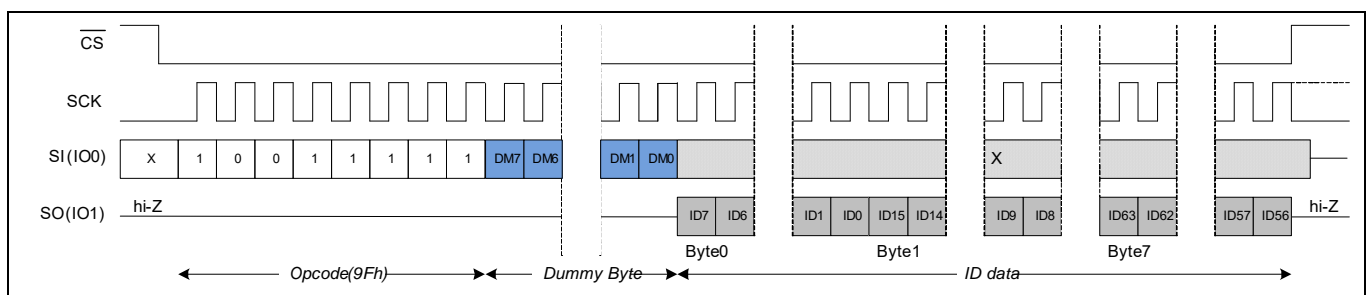 CS
SCK
SI(IO0) X 1 0 0 1 1 1 1 1 DM7 DM6 DM1 DM0 X
SO(IO1) hi-Z ID7 ID6 ID1 ID0 ID15 ID14 ID9 ID8 ID63 ID62 ID57 ID56 hi-Z
Byte0 Byte1 Byte7
Opcode(9Fh) Dummy Byte ID data